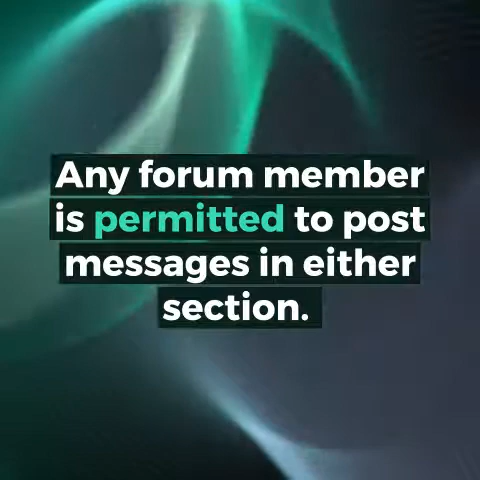 Any forum member
is permitted to post
messages in either
section.